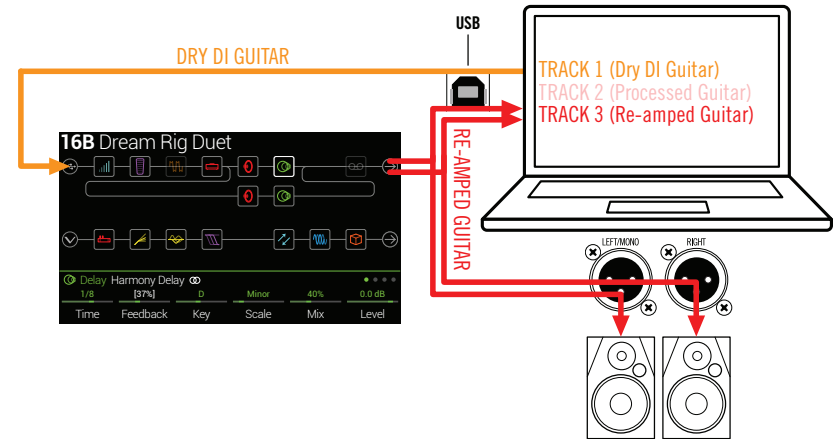 USB
DRY DI GUITAR
TRACK 1 (Dry DI Guitar)
TRACK 2 (Processed Guitar)
TRACK 3 (Re-amped Guitar)
RE-AMPED GUITAR
16B Dream Rig Duet
Delay Harmony Delay
1/8 [37%] D Minor 40% 0.0 dB
Time Feedback Key Scale Mix Level
LEFT/MONO RIGHT